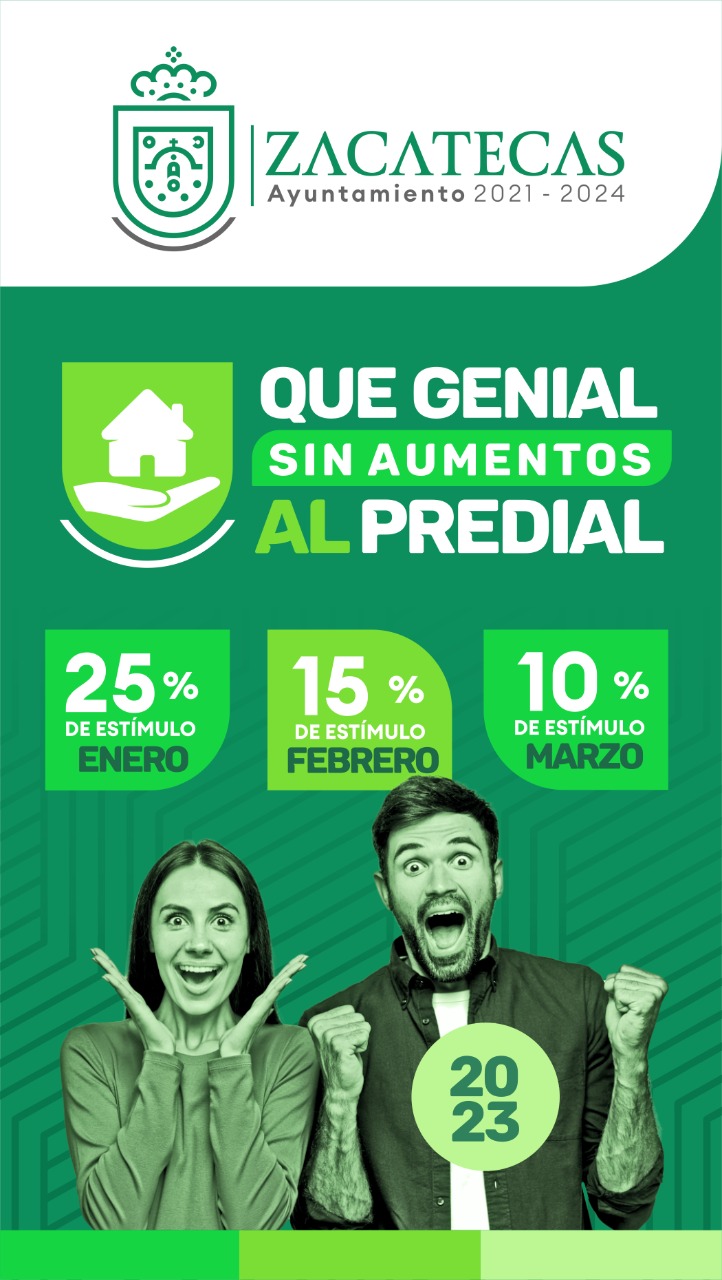 ZACATECAS
Ayuntamiento 2021 - 2024
QUE GENIAL
SIN AUMENTOS
AL PREDIAL
25 %
DE ESTÍMULO
ENERO
15 %
DE ESTÍMULO
FEBRERO
10 %
DE ESTÍMULO
MARZO
20
23